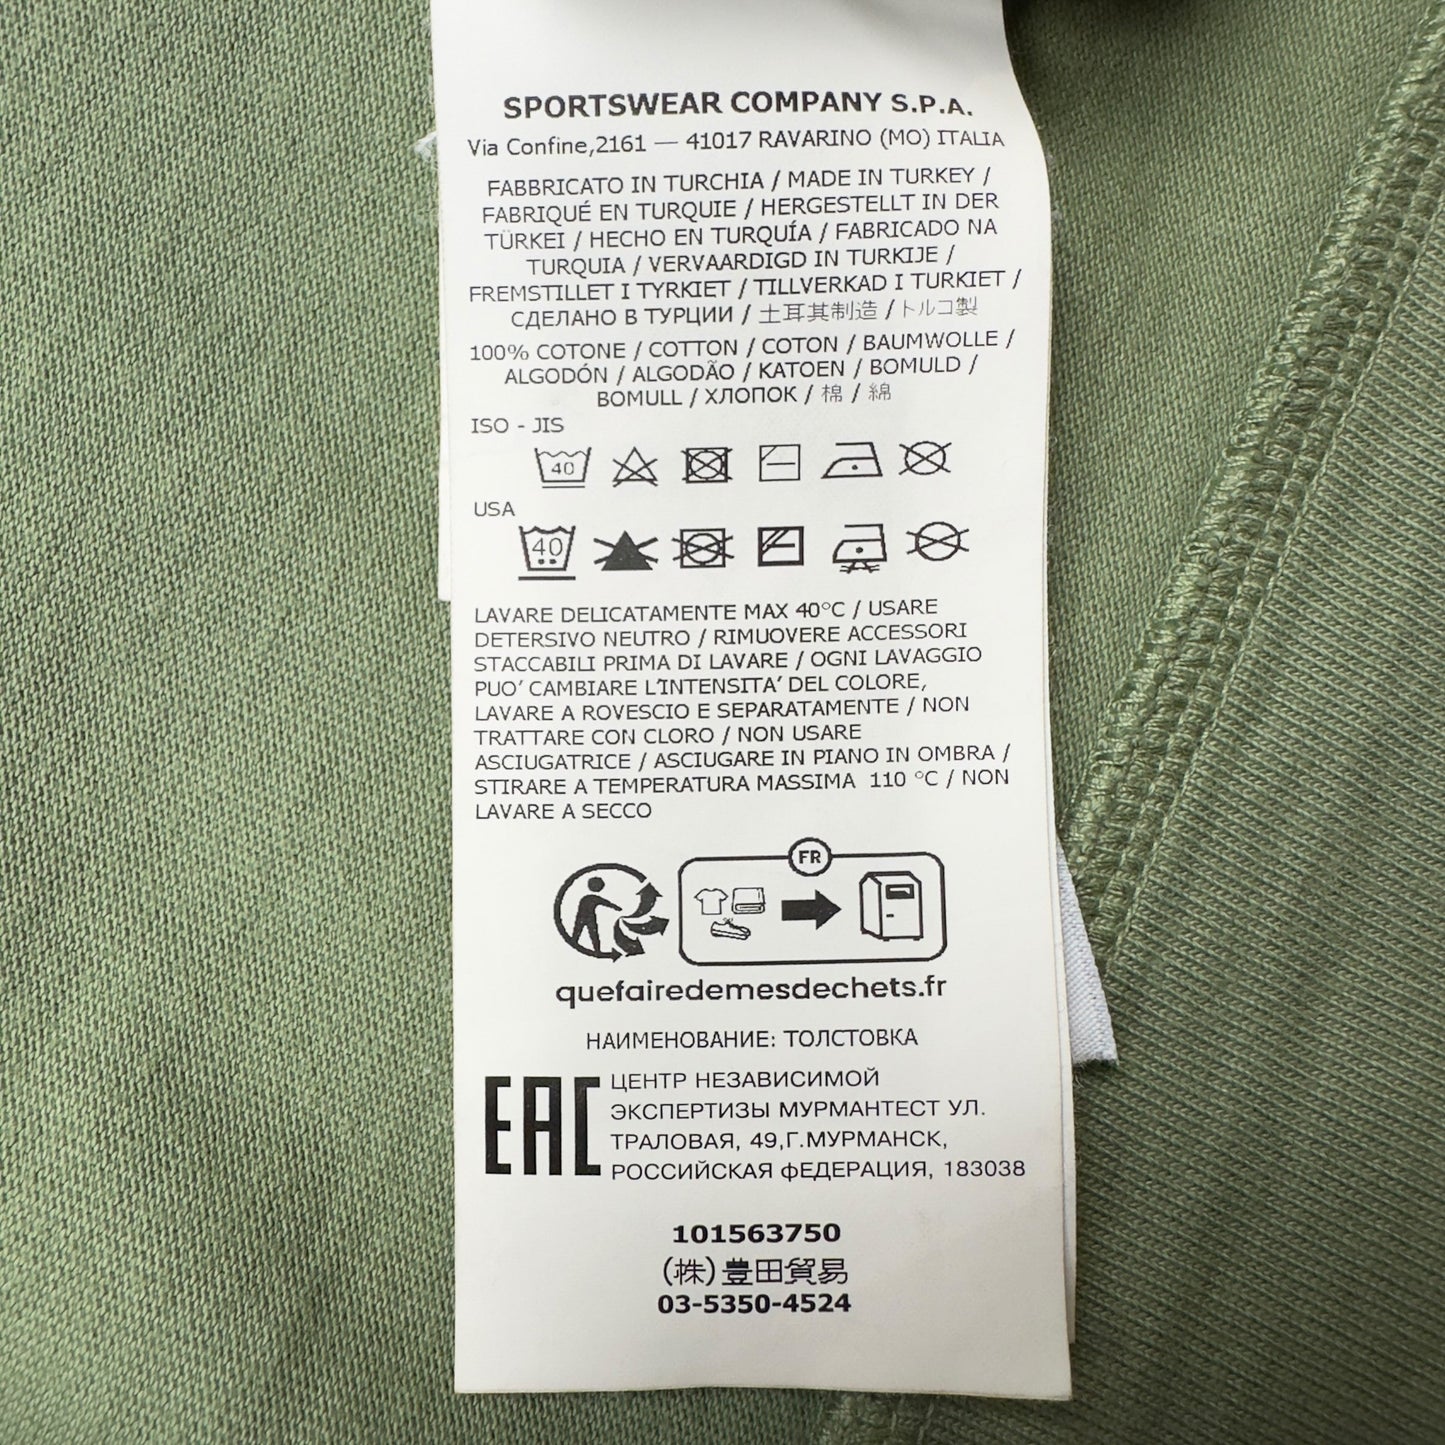 SPORTSWEAR COMPANY S.P.A.
Via Confine,2161 — 41017 RAVARINO (MO) ITALIA
FABBRICATO IN TURCHIA / MADE IN TURKEY /
FABRIQUÉ EN TURQUIE / HERGESTELLT IN DER
TÜRKEI / HECHO EN TURQUÍA / FABRICADO NA
TURQUIA / VERVAARDIGD IN TURKIJE /
FREMSTILLET I TYRKIET / TILLVERKAD I TURKIET /
СДЕЛАНО В ТУРЦИИ / 土耳其制造 / トルコ製
100% COTONE / COTTON / COTON / BAUMWOLLE /
ALGODÓN / ALGODÃO / KATOEN / BOMULD /
BOMULL / ХЛОПОК / 棉 / 綿
ISO - JIS
40
USA
40
LAVARE DELICATAMENTE MAX 40°C / USARE
DETERSIVO NEUTRO / RIMUOVERE ACCESSORI
STACCABILI PRIMA DI LAVARE / OGNI LAVAGGIO
PUO' CAMBIARE L'INTENSITA' DEL COLORE,
LAVARE A ROVESCIO E SEPARATAMENTE / NON
TRATTARE CON CLORO / NON USARE
ASCIUGATRICE / ASCIUGARE IN PIANO IN OMBRA /
STIRARE A TEMPERATURA MASSIMA 110 °C / NON
LAVARE A SECCO
FR
quefairedemesdechets.fr
НАИМЕНОВАНИЕ: ТОЛСТОВКА
EAC
ЦЕНТР НЕЗАВИСИМОЙ
ЭКСПЕРТИЗЫ МУРМАНТЕСТ УЛ.
ТРАЛОВАЯ, 49,Г.МУРМАНСК,
РОССИЙСКАЯ ФЕДЕРАЦИЯ, 183038
101563750
(株)豊田貿易
03-5350-4524